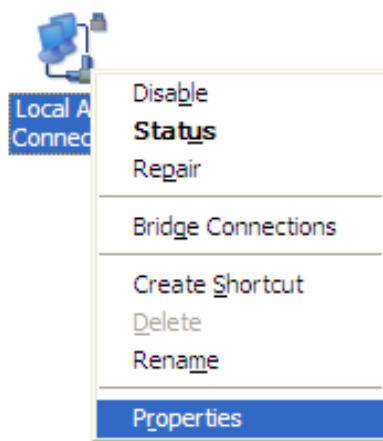 Local A
Connec
Disable
Status
Repair
Bridge Connections
Create Shortcut
Delete
Rename
Properties